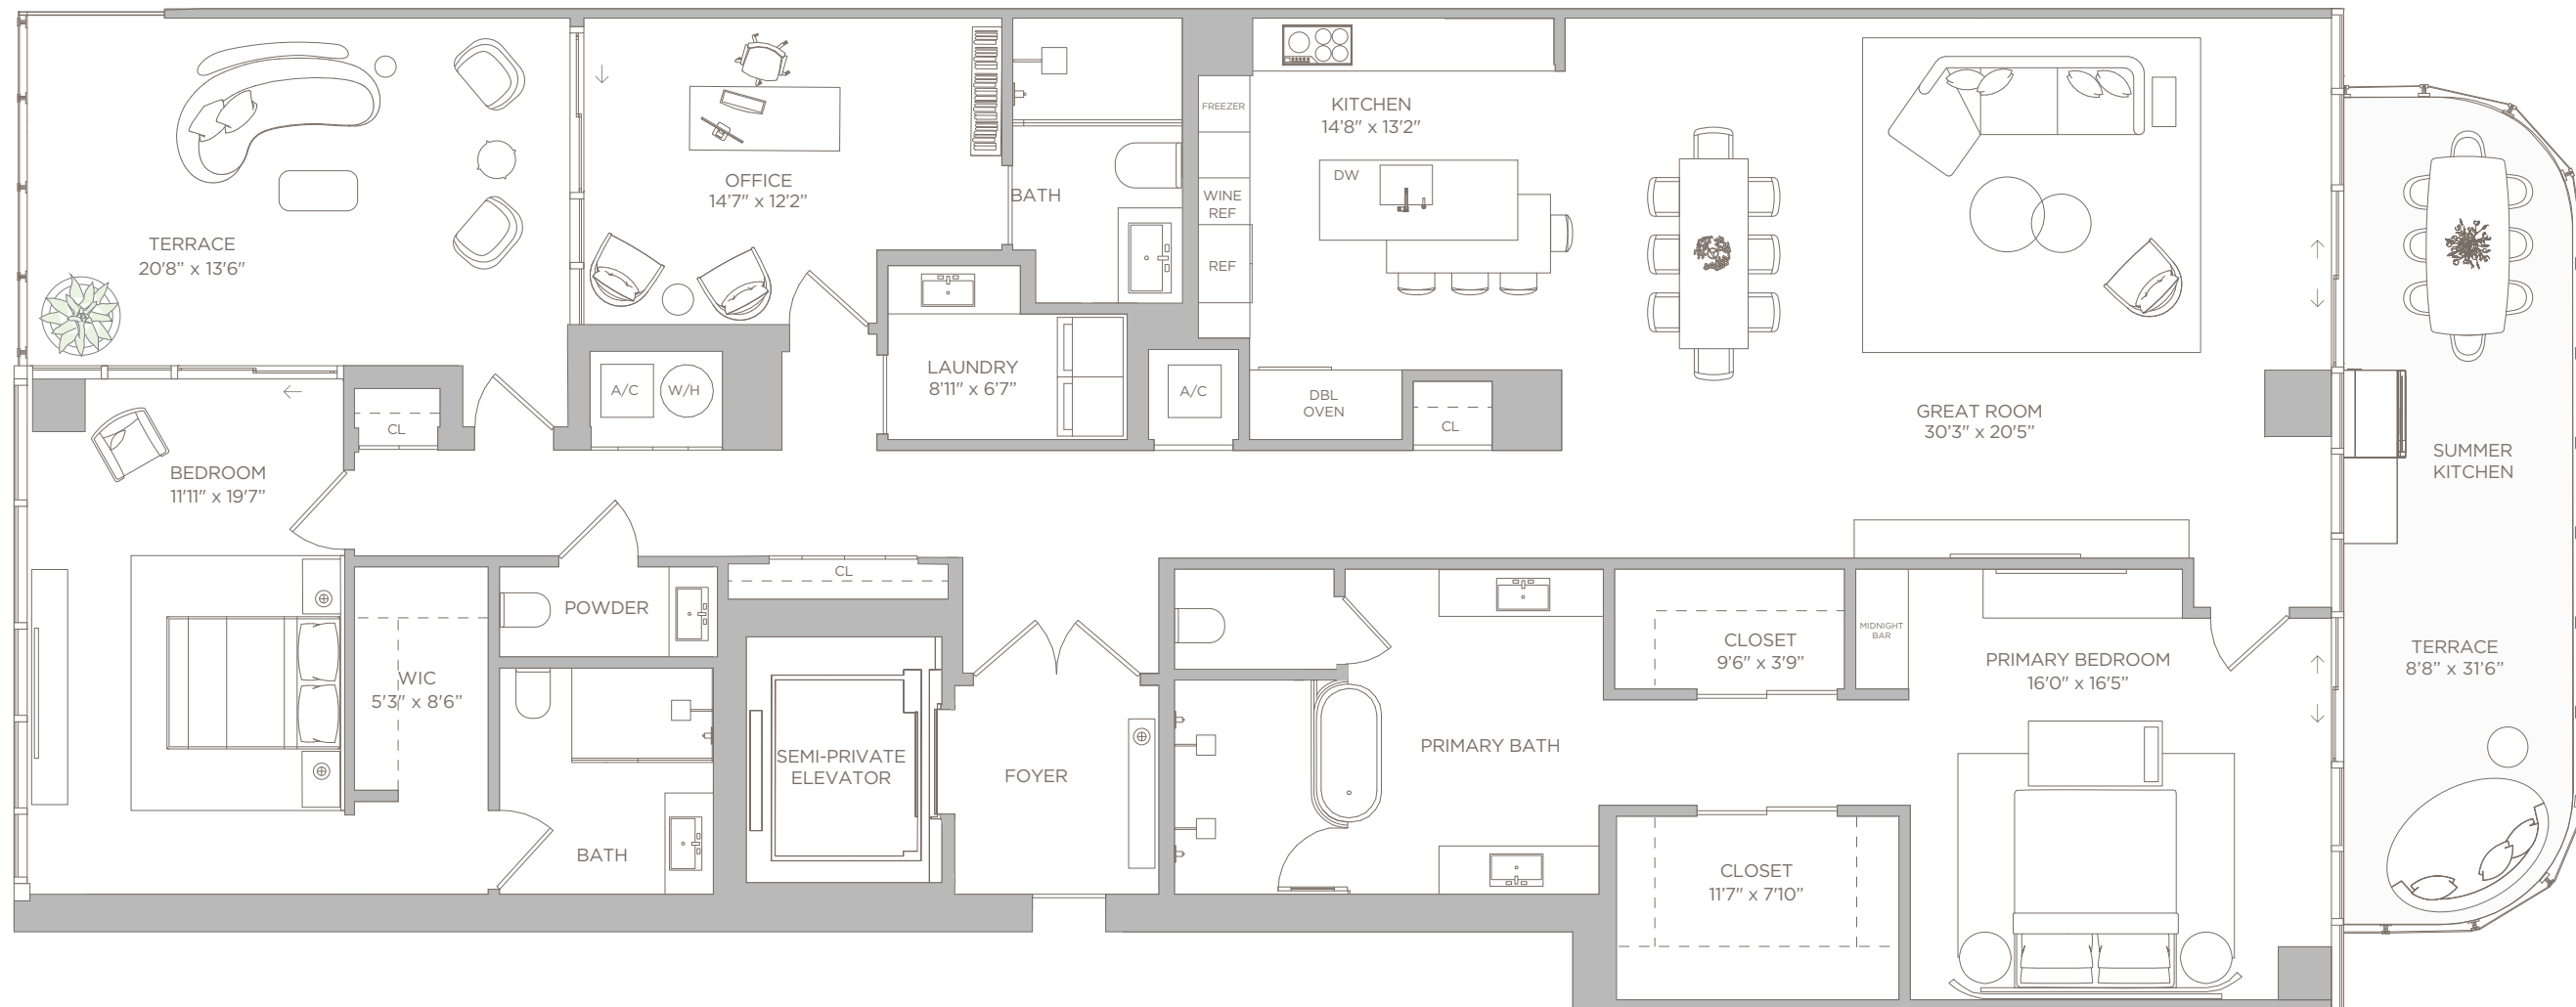 TERRACE
20'8” x 13'6"
OFFICE
14'7” x 12'2”
BATH
FREEZER
WINE
REF
REF
KITCHEN
14'8" x 13'2"
DW
LAUNDRY
8'11" x 6'7”
A/C
W/H
A/C
DBL
OVEN
CL
CL
GREAT ROOM
30'3" x 20'5”
SUMMER
KITCHEN
BEDROOM
11'11" x 19'7”
WIC
5'3" x 8'6”
POWDER
CL
BATH
SEMI-PRIVATE
ELEVATOR
FOYER
PRIMARY BATH
CLOSET
9’6" x 3'9”
MIDNIGHT
BAR
PRIMARY BEDROOM
16'0" x 16'5”
TERRACE
8'8” x 31'6”
CLOSET
11'7" x 7'10”